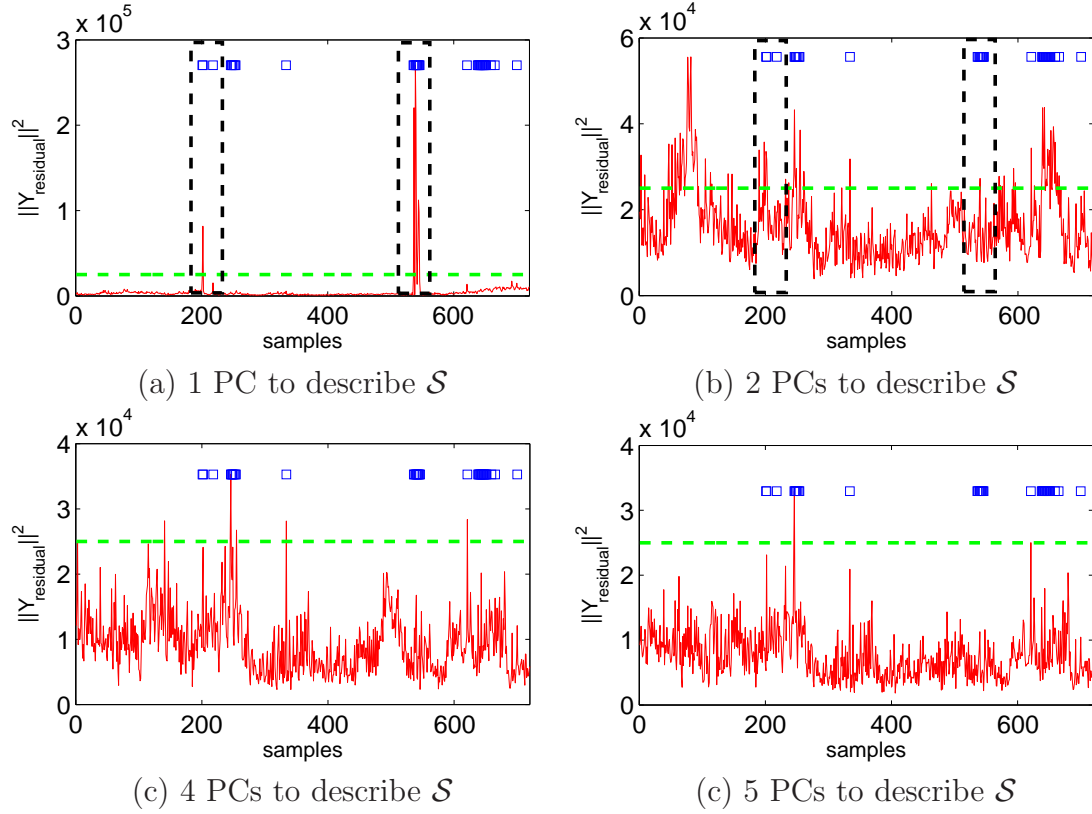 x 10^5
3
2
1
0
||Y_residual||^2
0 200 400 600
samples
(a) 1 PC to describe 𝒮
x 10^4
6
4
2
0
||Y_residual||^2
0 200 400 600
samples
(b) 2 PCs to describe 𝒮
x 10^4
4
3
2
1
0
||Y_residual||^2
0 200 400 600
samples
(c) 4 PCs to describe 𝒮
x 10^4
4
3
2
1
0
||Y_residual||^2
0 200 400 600
samples
(c) 5 PCs to describe 𝒮